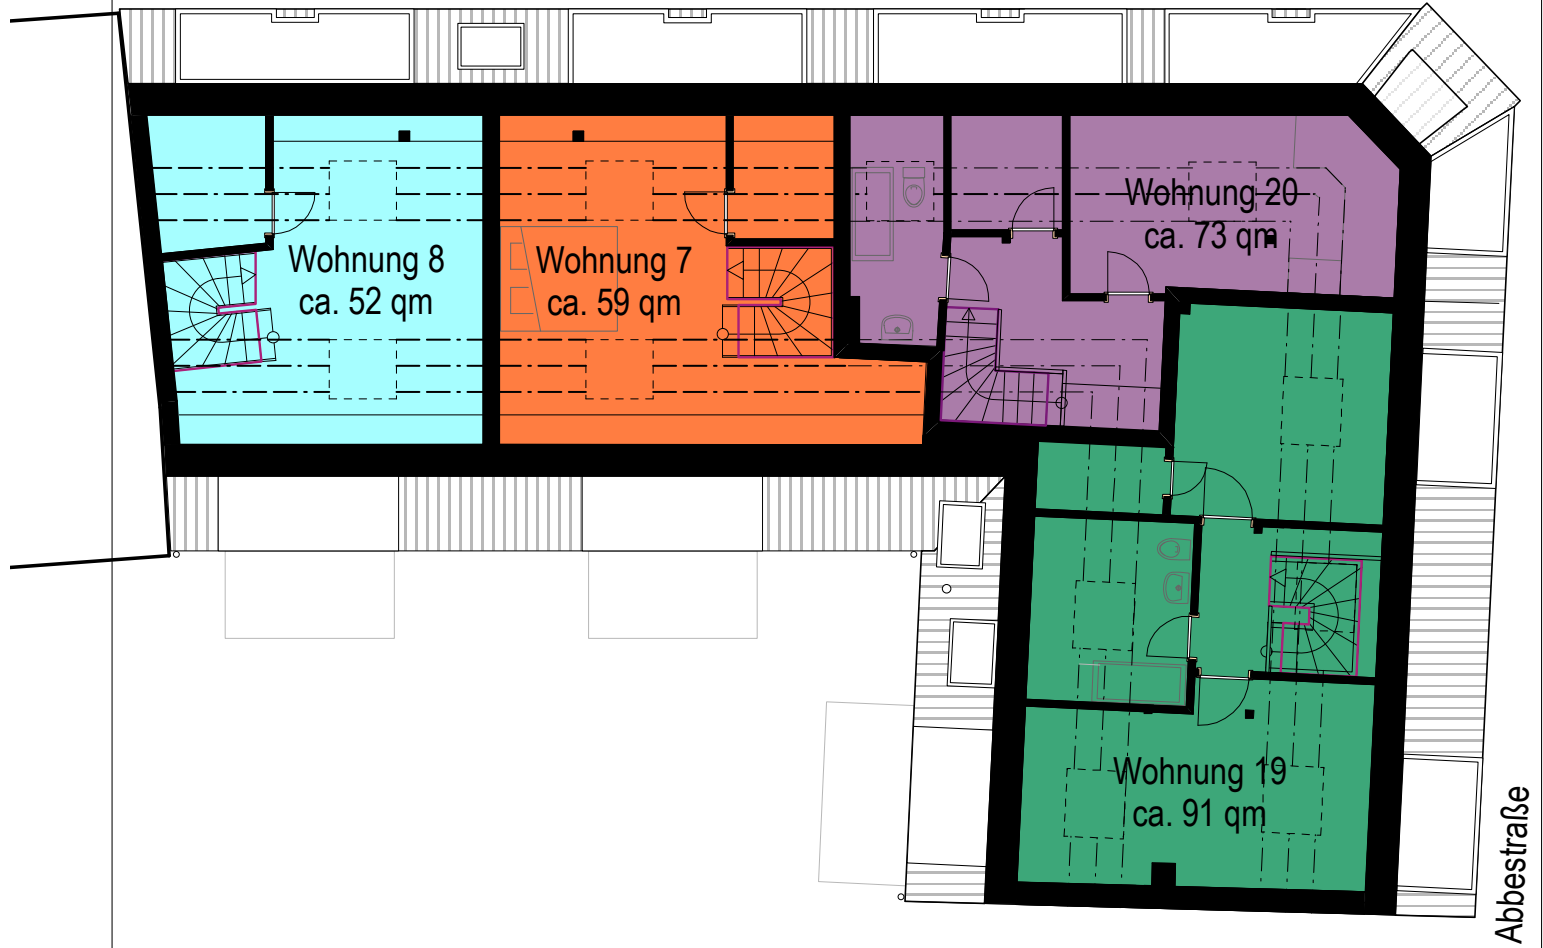 Wohnung 8
ca. 52 qm
Wohnung 7
ca. 59 qm
Wohnung 20
ca. 73 qm
Wohnung 19
ca. 91 qm
Abbestraße